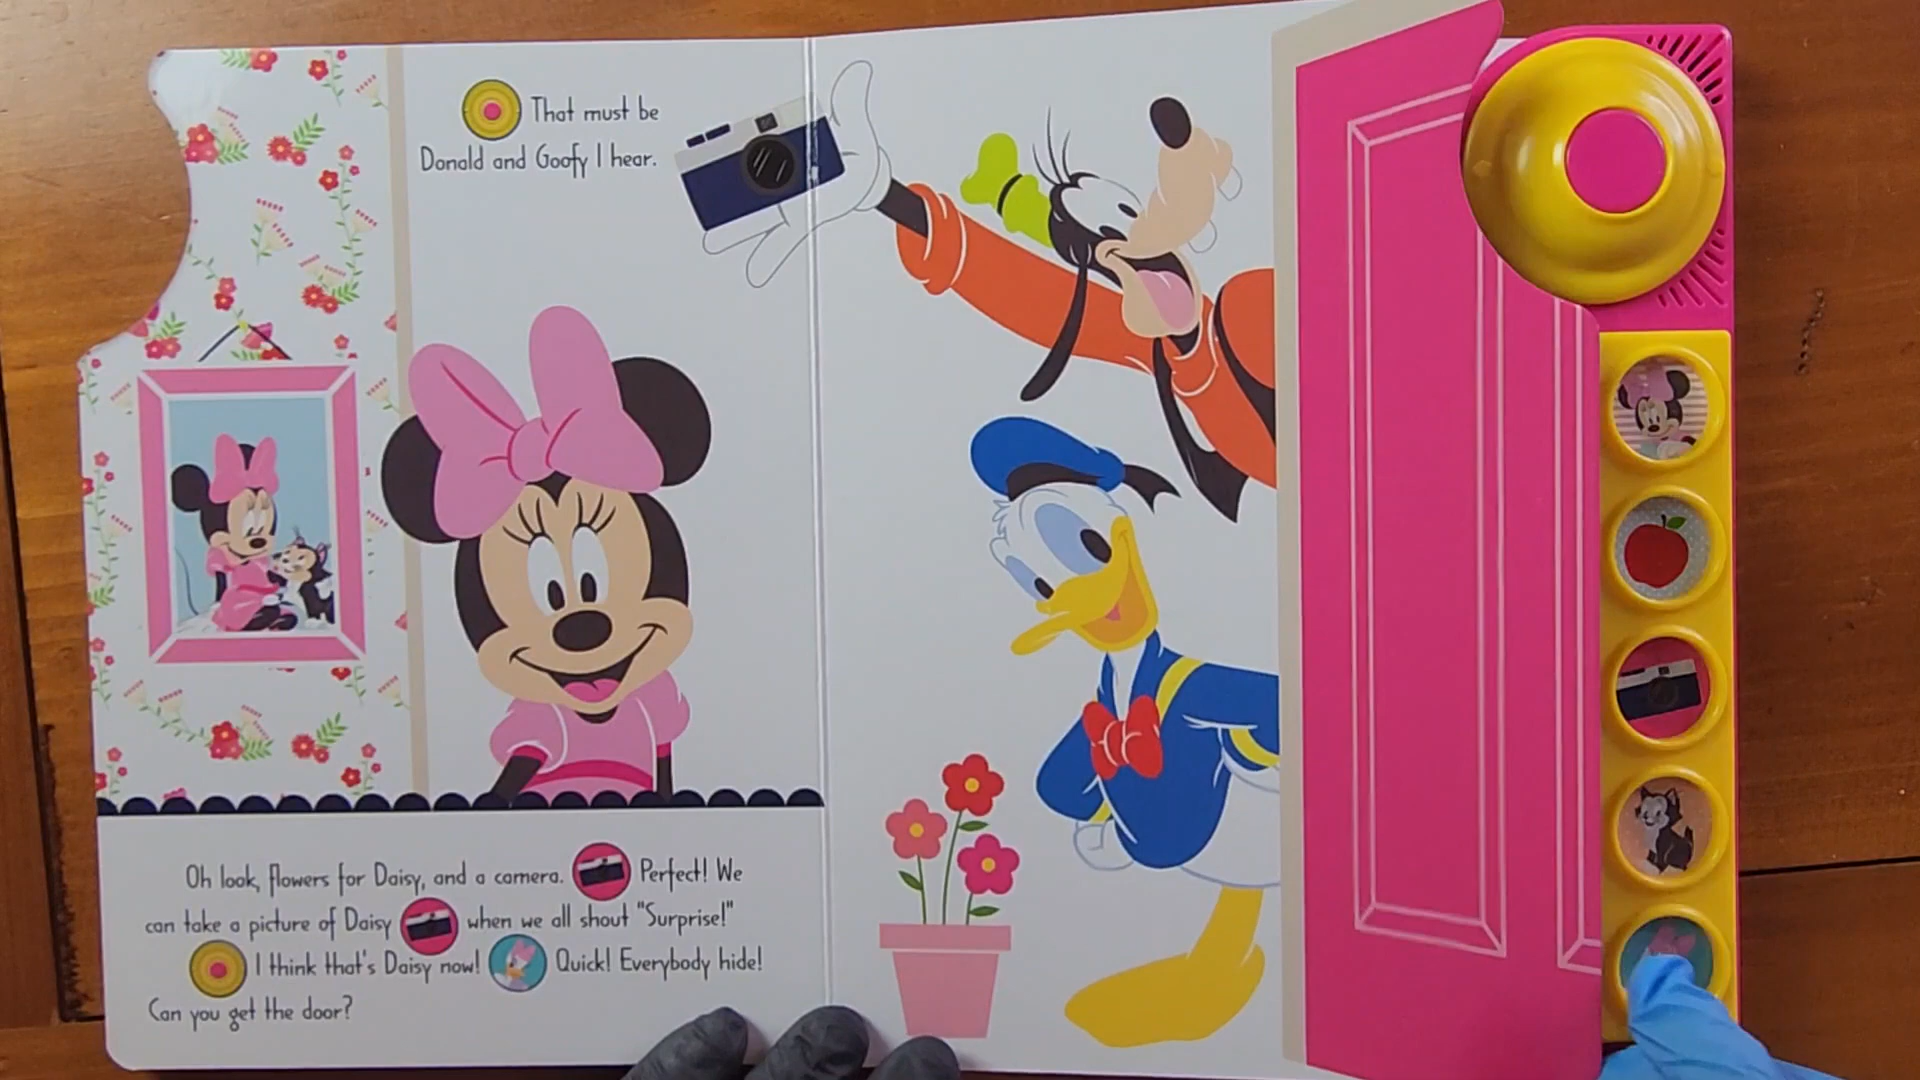 That must be
Donald and Goofy I hear.
Oh look, flowers for Daisy, and a camera. Perfect! We
can take a picture of Daisy when we all shout "Surprise!"
I think that's Daisy now! Quick! Everybody hide!
Can you get the door?